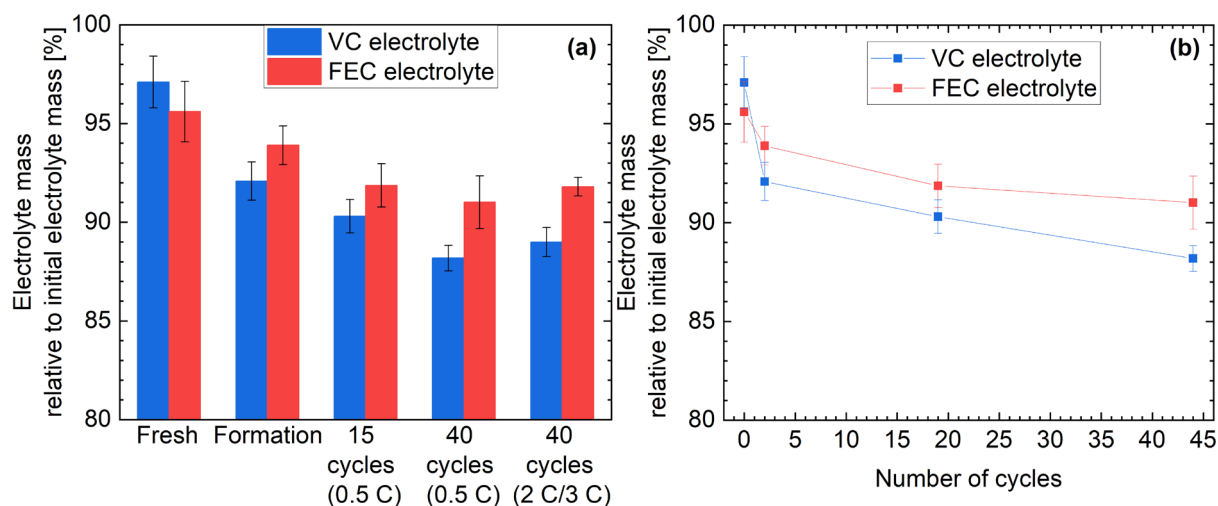 Electrolyte mass
relative to initial electrolyte mass [%]
100
95
90
85
80
VC electrolyte
FEC electrolyte
(a)
Fresh
Formation
15
cycles
(0.5 C)
40
cycles
(0.5 C)
40
cycles
(2 C/3 C)
Electrolyte mass
relative to initial electrolyte mass [%]
100
95
90
85
80
VC electrolyte
FEC electrolyte
(b)
0 5 10 15 20 25 30 35 40 45
Number of cycles